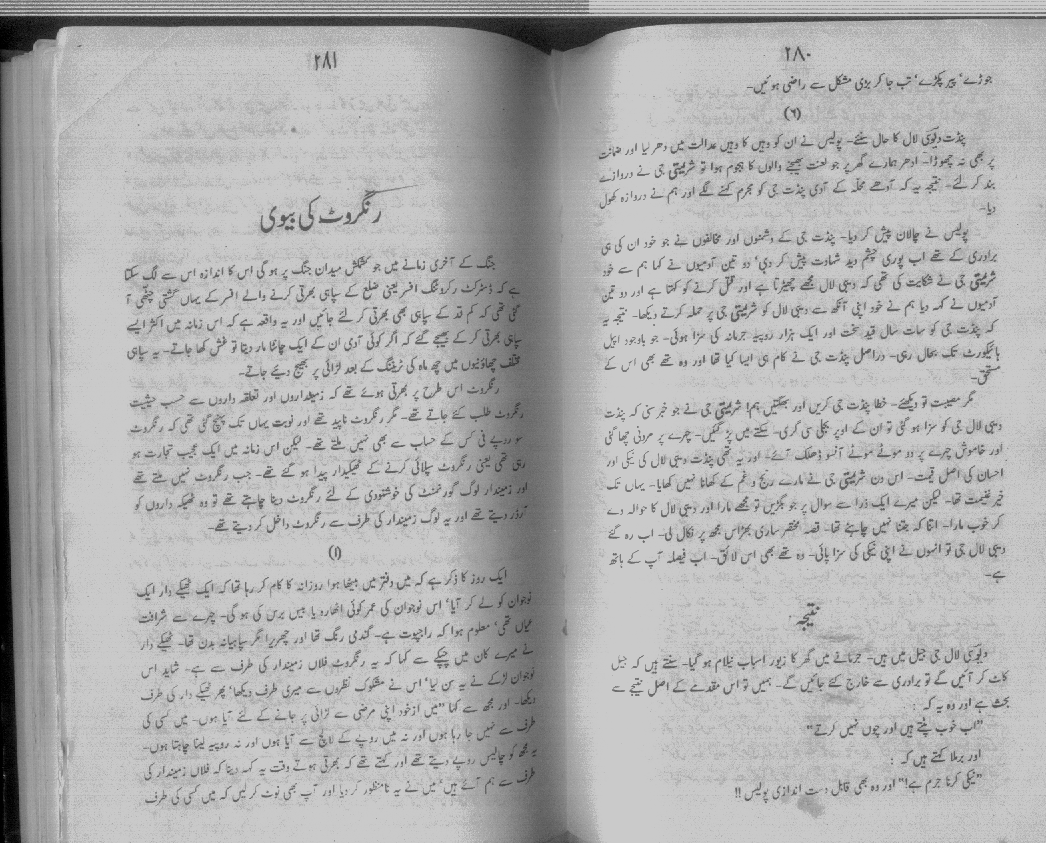 ۲۸۰
جوڑے‘ پیر پکڑے‘ تب جا کر بڑی مشکل سے راضی ہوئیں۔
(۶)
پنڈت دیوی لال کا حال سنئے۔ پولیس نے ان کو وہیں کا وہیں عدالت میں دھر لیا اور ضمانت
پر بھی نہ چھوڑا۔ ادھر ہمارے گھر پر جو لعنت بھیجنے والوں کا ہجوم ہوا تو شریمتی جی نے دروازے
بند کر لئے۔ نتیجہ یہ کہ آدھے محلّہ کے آدمی پنڈت جی کو مجرم کہنے لگے اور ہم نے دروازہ کھول
دیا۔
پولیس نے چالان پیش کر دیا۔ پنڈت جی کے دشمنوں اور مخالفوں نے جو خود ان کی ہی
برادری کے تھے اب پوری چشم دید شہادت پیش کر دی‘ دو تین آدمیوں نے کہا ہم سے خود
شریمتی جی نے شکایت کی تھی کہ دیبی لال مجھے چھیڑتا ہے اور قتل کرنے کو کہتا ہے اور دو تین
آدمیوں نے کہہ دیا ہم نے خود اپنی آنکھ سے دیبی لال کو شریمتی جی پر حملہ کرتے دیکھا۔ نتیجہ یہ
کہ پنڈت جی کو سات سال قید سخت اور ایک ہزار روپیہ جرمانہ کی سزا ہوئی۔ جو باوجود اپیل
ہائیکورٹ تک بحال رہی۔ دراصل پنڈت جی نے کام ہی ایسا کیا تھا اور وہ تھے بھی اس کے
مستحق۔
مگر مصیبت تو دیکھئے۔ خطا پنڈت جی کریں اور بھگتیں ہم! شریمتی جی نے جو خبر سنی کہ پنڈت
دیبی لال جی کو سزا ہو گئی تو ان کے اوپر بجلی سی گری۔ سکتے میں پڑ گئیں۔ چہرے پر مردنی چھا گئی
اور خاموش چہرے پر دو موٹے موٹے آنسو ڈھلک آئے۔ اور یہ تھی پنڈت دیبی لال کی نیکی اور
احسان کی اصل قیمت۔ اس دن شریمتی جی نے مارے رنج و غم کے کھانا نہیں کھایا۔ یہاں تک
خیر غنیمت تھا۔ لیکن میرے ایک ذرا سے سوال پر جو بگڑیں تو مجھے مارا اور دیبی لال کا حوالہ دے
کر خوب مارا۔ اتنا کہ جتنا نہیں چاہئے تھا۔ قصہ مختصر ساری بھڑاس مجھ پر نکال لی۔ اب رہ گئے
دیبی لال جی تو انہوں نے اپنی نیکی کی سزا پائی۔ وہ تھے بھی اس لائق۔ اب فیصلہ آپ کے ہاتھ
ہے۔
نتیجہ
دیوی لال جی جیل میں ہیں۔ جرمانے میں گھر کا زیور اسباب نیلام ہو گیا۔ سنتے ہیں کہ جیل
کاٹ کر آئیں گے تو برادری سے خارج کئے جائیں گے۔ ہمیں تو اس مقدمے کے اصل نتیجے سے
بحث ہے اور وہ یہ کہ :
”اب خوب پٹتے ہیں اور چوں نہیں کرتے“
اور برملا کہتے ہیں کہ :
”نیکی کرنا جرم ہے!“ اور وہ بھی قابل دست اندازی پولیس !!
۲۸۱
رنگروٹ کی بیوی
جنگ کے آخری زمانے میں جو کشمکش میدان جنگ پر ہو گی اس کا اندازہ اس سے لگ سکتا
ہے کہ ڈسٹرکٹ رکروٹنگ افسر یعنی ضلع کے سپاہی بھرتی کرنے والے افسر کے یہاں گشتی چٹھی آ
گئی تھی کہ کم قد کے سپاہی بھی بھرتی کر لئے جائیں اور یہ واقعہ ہے کہ اس زمانہ میں اکثر ایسے
سپاہی بھرتی کر کے بھیجے گئے کہ اگر کوئی آدمی ان کے ایک چانٹا مار دیتا تو غش کھا جاتے۔ یہ سپاہی
مختلف چھاؤنیوں میں چھ ماہ کی ٹریننگ کے بعد لڑائی پر بھیج دیئے جاتے۔
رنگروٹ اس طرح پر بھرتی ہوئے تھے کہ زمینداروں اور تعلقہ داروں سے حسب حیثیت
رنگروٹ طلب کئے جاتے تھے۔ مگر رنگروٹ ناپید تھے اور نوبت یہاں تک پہنچ گئی تھی کہ رنگروٹ
سو روپے فی کس کے حساب سے بھی نہیں ملتے تھے۔ لیکن اس زمانہ میں ایک عجیب تجارت ہو
رہی تھی یعنی رنگروٹ سپلائی کرنے کے ٹھیکیدار پیدا ہو گئے تھے۔ جب رنگروٹ نہیں ملتے تھے
اور زمیندار لوگ گورنمنٹ کی خوشنودی کے لئے رنگروٹ دینا چاہتے تھے تو وہ ٹھیکہ داروں کو
آرڈر دیتے تھے اور یہ لوگ زمیندار کی طرف سے رنگروٹ داخل کر دیتے تھے۔
(۱)
ایک روز کا ذکر ہے کہ میں دفتر میں بیٹھا ہوا روزانہ کا کام کر رہا تھا کہ ایک ٹھیکے دار ایک
نوجوان کو لے کر آیا‘ اس نوجوان کی عمر کوئی اٹھارہ یا بیس برس کی ہو گی۔ چہرے سے شرافت
عیاں تھی‘ معلوم ہوا کہ راجپوت ہے۔ گندمی رنگ تھا اور چھریرا مگر سپاہیانہ بدن تھا۔ ٹھیکے دار
نے میرے کان میں چپکے سے کہا کہ یہ رنگروٹ فلاں زمیندار کی طرف سے ہے۔ شاید اس
نوجوان لڑکے نے یہ سن لیا‘ اس نے مشکوک نظروں سے میری طرف دیکھا‘ پھر ٹھیکے دار کی طرف
دیکھا۔ اور مجھ سے کہا ”میں ازخود اپنی مرضی سے لڑائی پر جانے کے لئے آیا ہوں۔ میں کسی کی
طرف سے نہیں جا رہا ہوں اور نہ میں روپے کے لالچ سے آیا ہوں اور نہ روپیہ لینا چاہتا ہوں۔
یہ مجھ کو چالیس روپے دیتے تھے اور کہتے تھے کہ بھرتی ہوتے وقت یہ کہہ دینا کہ فلاں زمیندار کی
طرف سے ہم آئے ہیں‘ میں نے یہ نامنظور کر دیا اور آپ بھی نوٹ کر لیں کہ میں کسی کی طرف